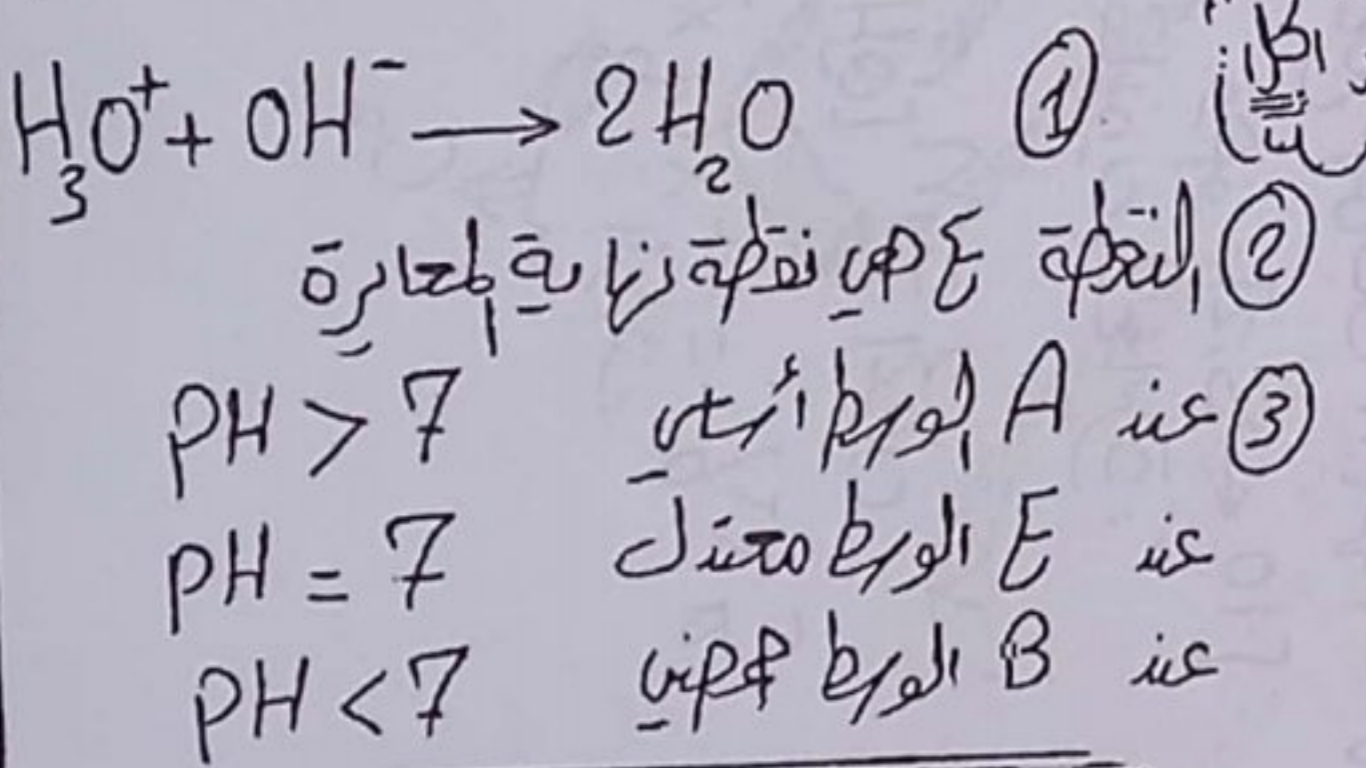 الحل:
① H₃O⁺ + OH⁻ → 2H₂O
② النقطة E هي نقطة نهاية المعايرة
③ عند A الوسط أساسي pH > 7
عند E الوسط معتدل pH = 7
عند B الوسط حمضي pH < 7